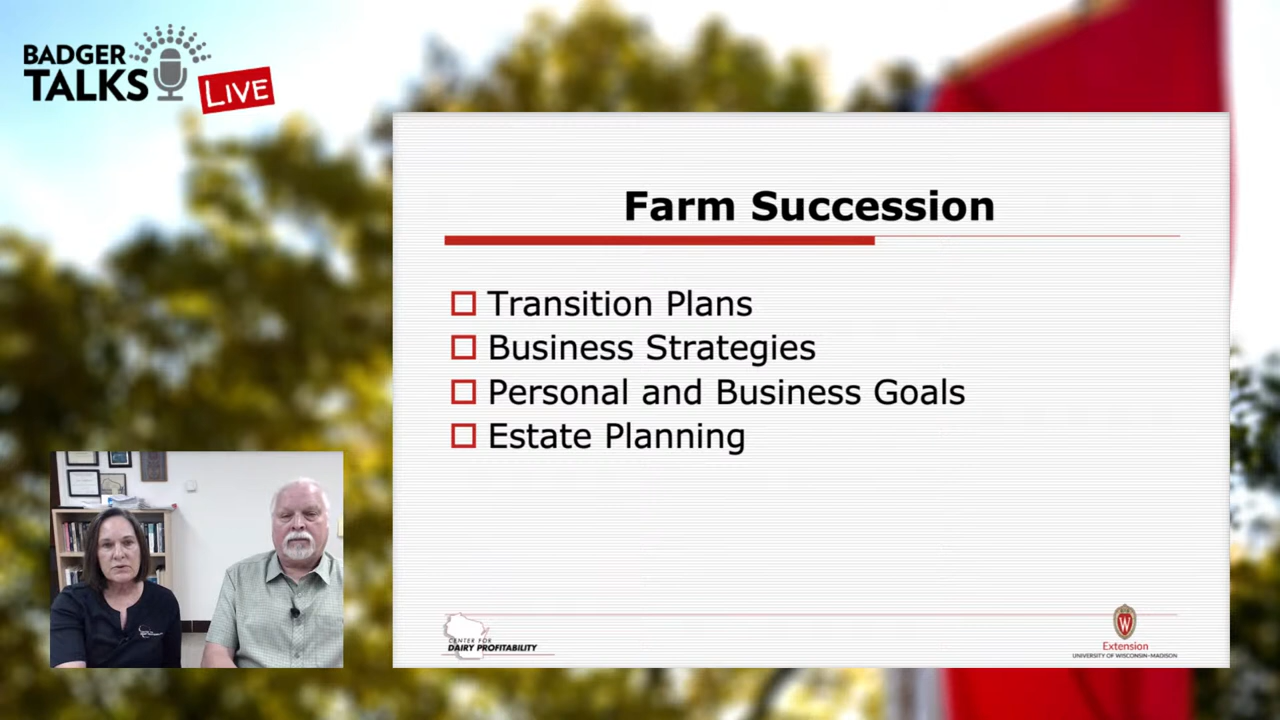 BADGER
TALKS
LIVE
Farm Succession
Transition Plans
Business Strategies
Personal and Business Goals
Estate Planning
CENTER FOR
DAIRY PROFITABILITY
W
Extension
UNIVERSITY OF WISCONSIN–MADISON